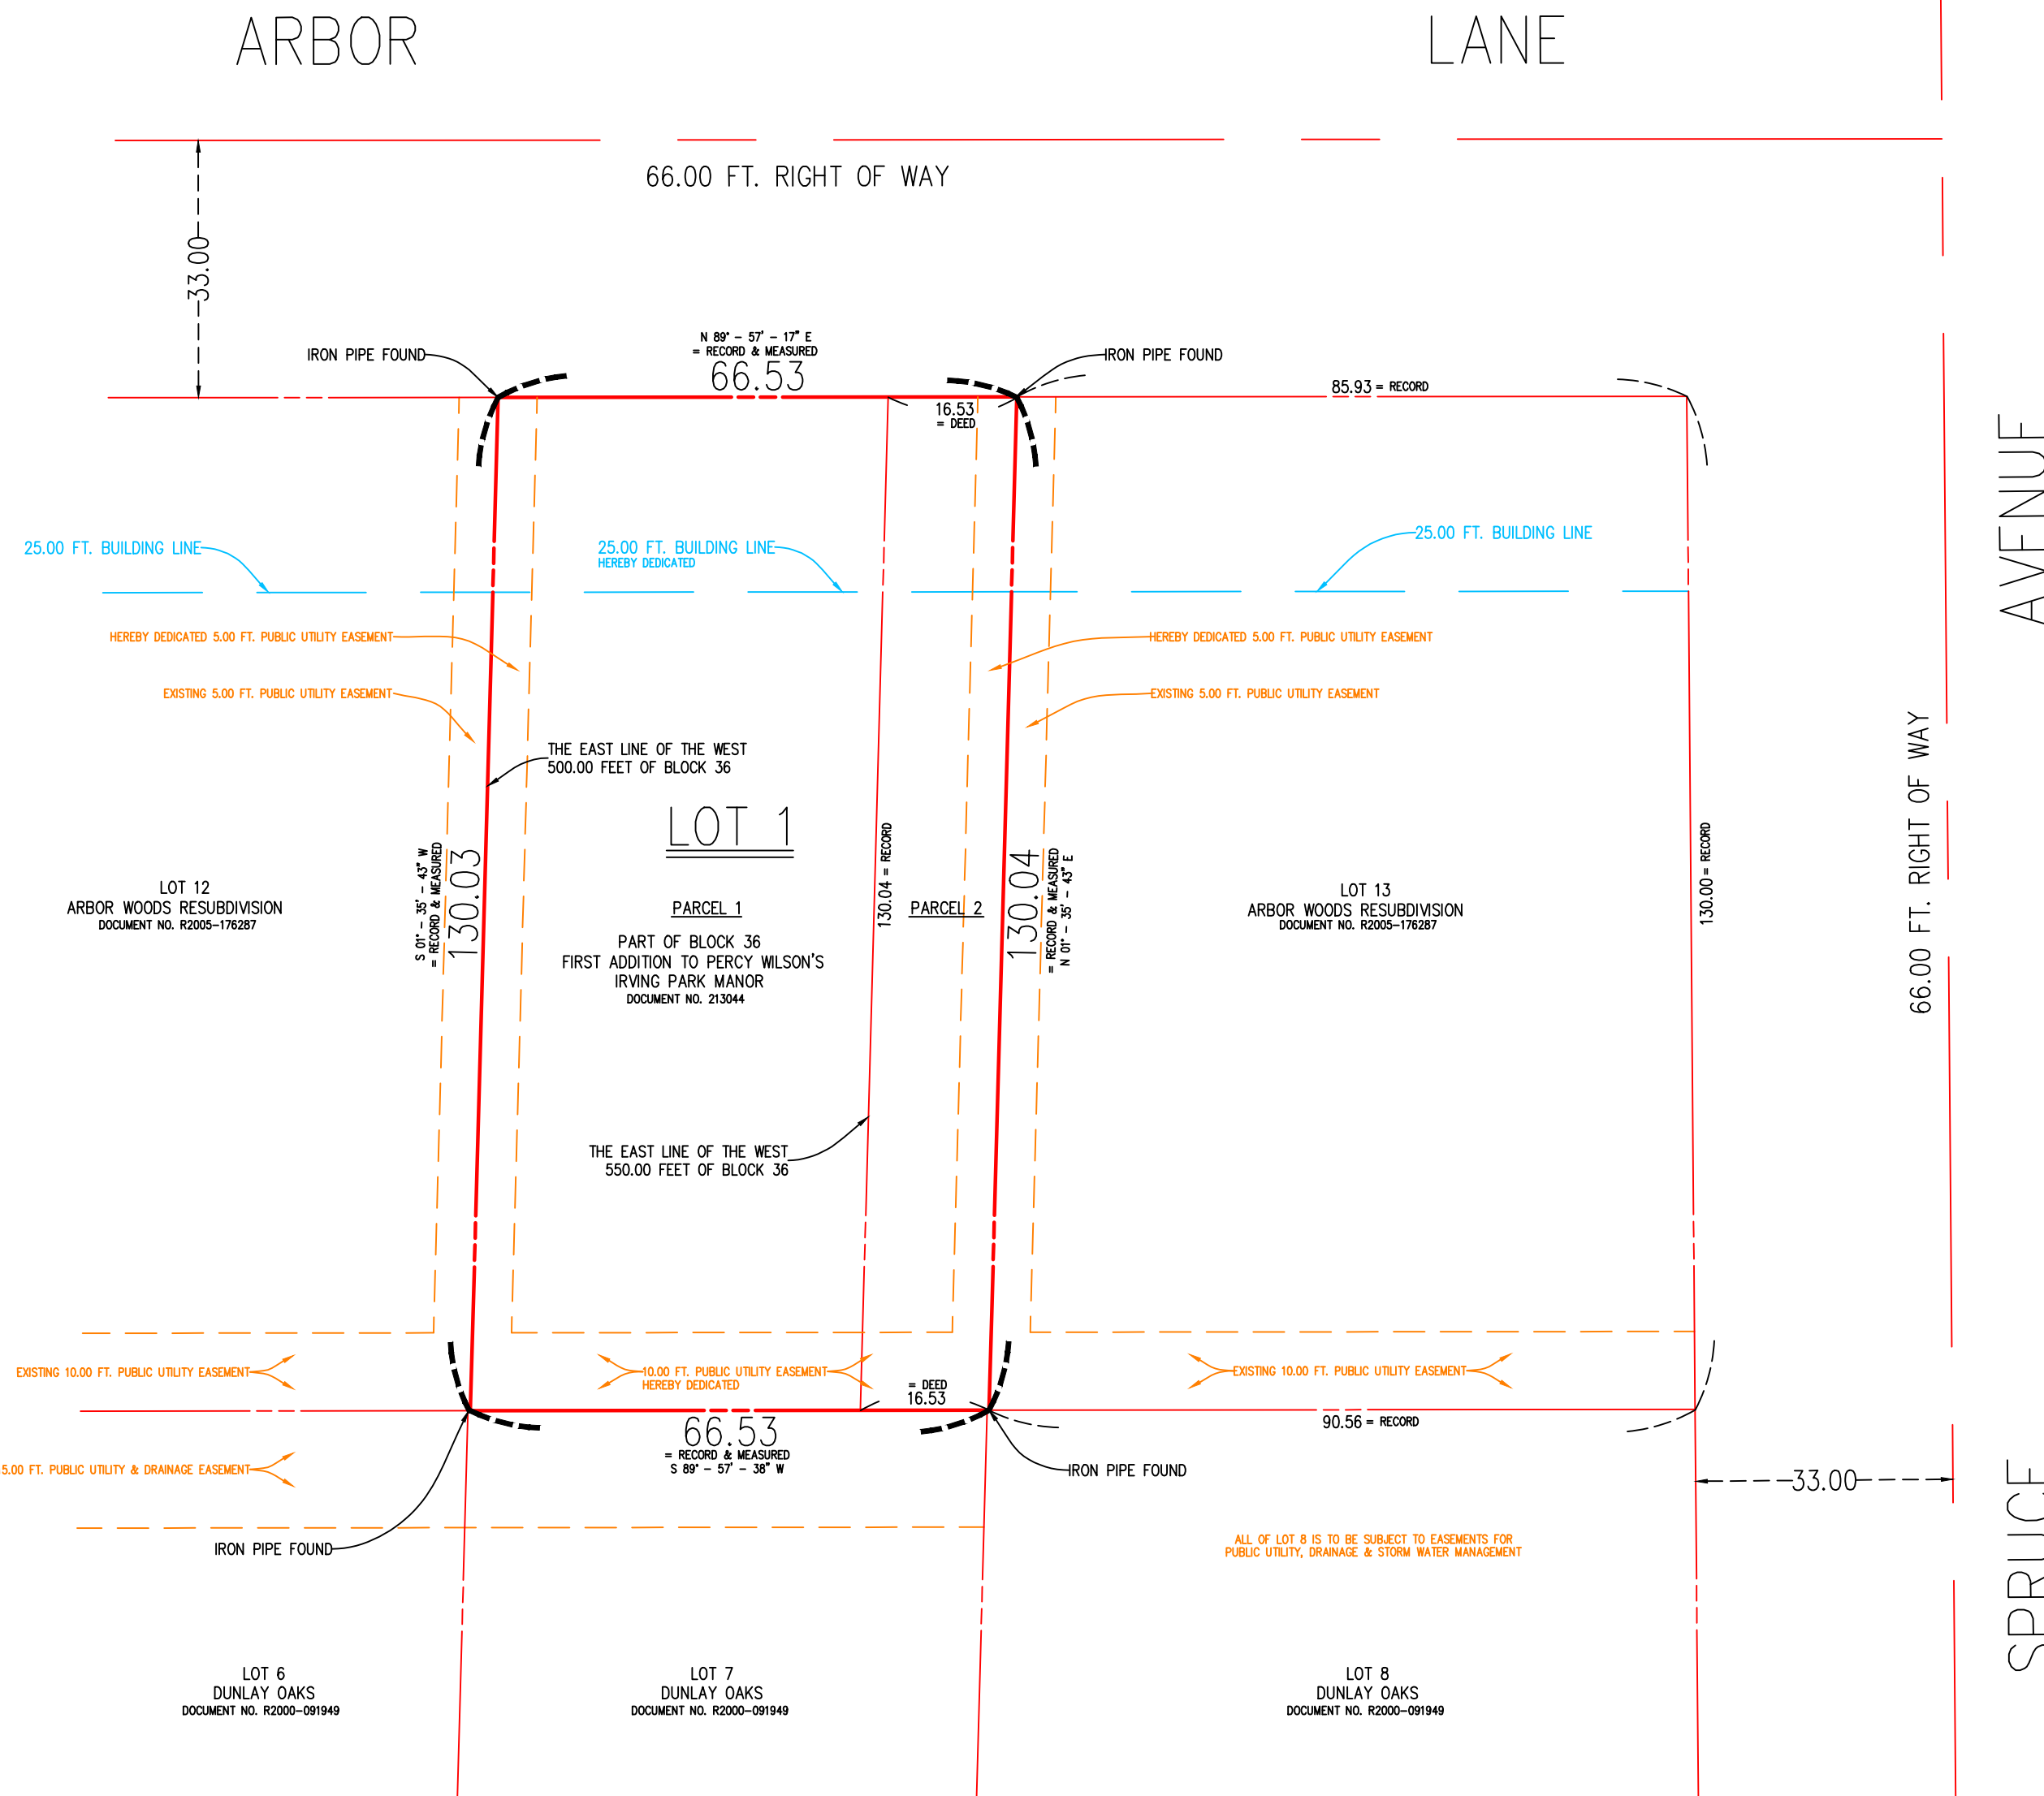 ARBOR LANE
66.00 FT. RIGHT OF WAY
33.00
IRON PIPE FOUND
N 89° – 57' – 17" E
= RECORD & MEASURED
66.53
IRON PIPE FOUND
16.53
= DEED
85.93 = RECORD
25.00 FT. BUILDING LINE
25.00 FT. BUILDING LINE
HEREBY DEDICATED
25.00 FT. BUILDING LINE
HEREBY DEDICATED 5.00 FT. PUBLIC UTILITY EASEMENT
HEREBY DEDICATED 5.00 FT. PUBLIC UTILITY EASEMENT
EXISTING 5.00 FT. PUBLIC UTILITY EASEMENT
EXISTING 5.00 FT. PUBLIC UTILITY EASEMENT
THE EAST LINE OF THE WEST
500.00 FEET OF BLOCK 36
LOT 1
LOT 12
ARBOR WOODS RESUBDIVISION
DOCUMENT NO. R2005-176287
S 01° – 35' – 43" W
= RECORD & MEASURED
130.03
PARCEL 1
PART OF BLOCK 36
FIRST ADDITION TO PERCY WILSON'S
IRVING PARK MANOR
DOCUMENT NO. 213044
130.04 = RECORD
PARCEL 2
130.04
= RECORD & MEASURED
N 01° – 35' – 43" E
LOT 13
ARBOR WOODS RESUBDIVISION
DOCUMENT NO. R2005-176287
130.00 = RECORD
66.00 FT. RIGHT OF WAY
SPRUCE AVENUE
THE EAST LINE OF THE WEST
550.00 FEET OF BLOCK 36
EXISTING 10.00 FT. PUBLIC UTILITY EASEMENT
10.00 FT. PUBLIC UTILITY EASEMENT
HEREBY DEDICATED
EXISTING 10.00 FT. PUBLIC UTILITY EASEMENT
= DEED
16.53
66.53
= RECORD & MEASURED
S 89° – 57' – 38" W
90.56 = RECORD
5.00 FT. PUBLIC UTILITY & DRAINAGE EASEMENT
IRON PIPE FOUND
33.00
IRON PIPE FOUND
ALL OF LOT 8 IS TO BE SUBJECT TO EASEMENTS FOR
PUBLIC UTILITY, DRAINAGE & STORM WATER MANAGEMENT
LOT 6
DUNLAY OAKS
DOCUMENT NO. R2000-091949
LOT 7
DUNLAY OAKS
DOCUMENT NO. R2000-091949
LOT 8
DUNLAY OAKS
DOCUMENT NO. R2000-091949